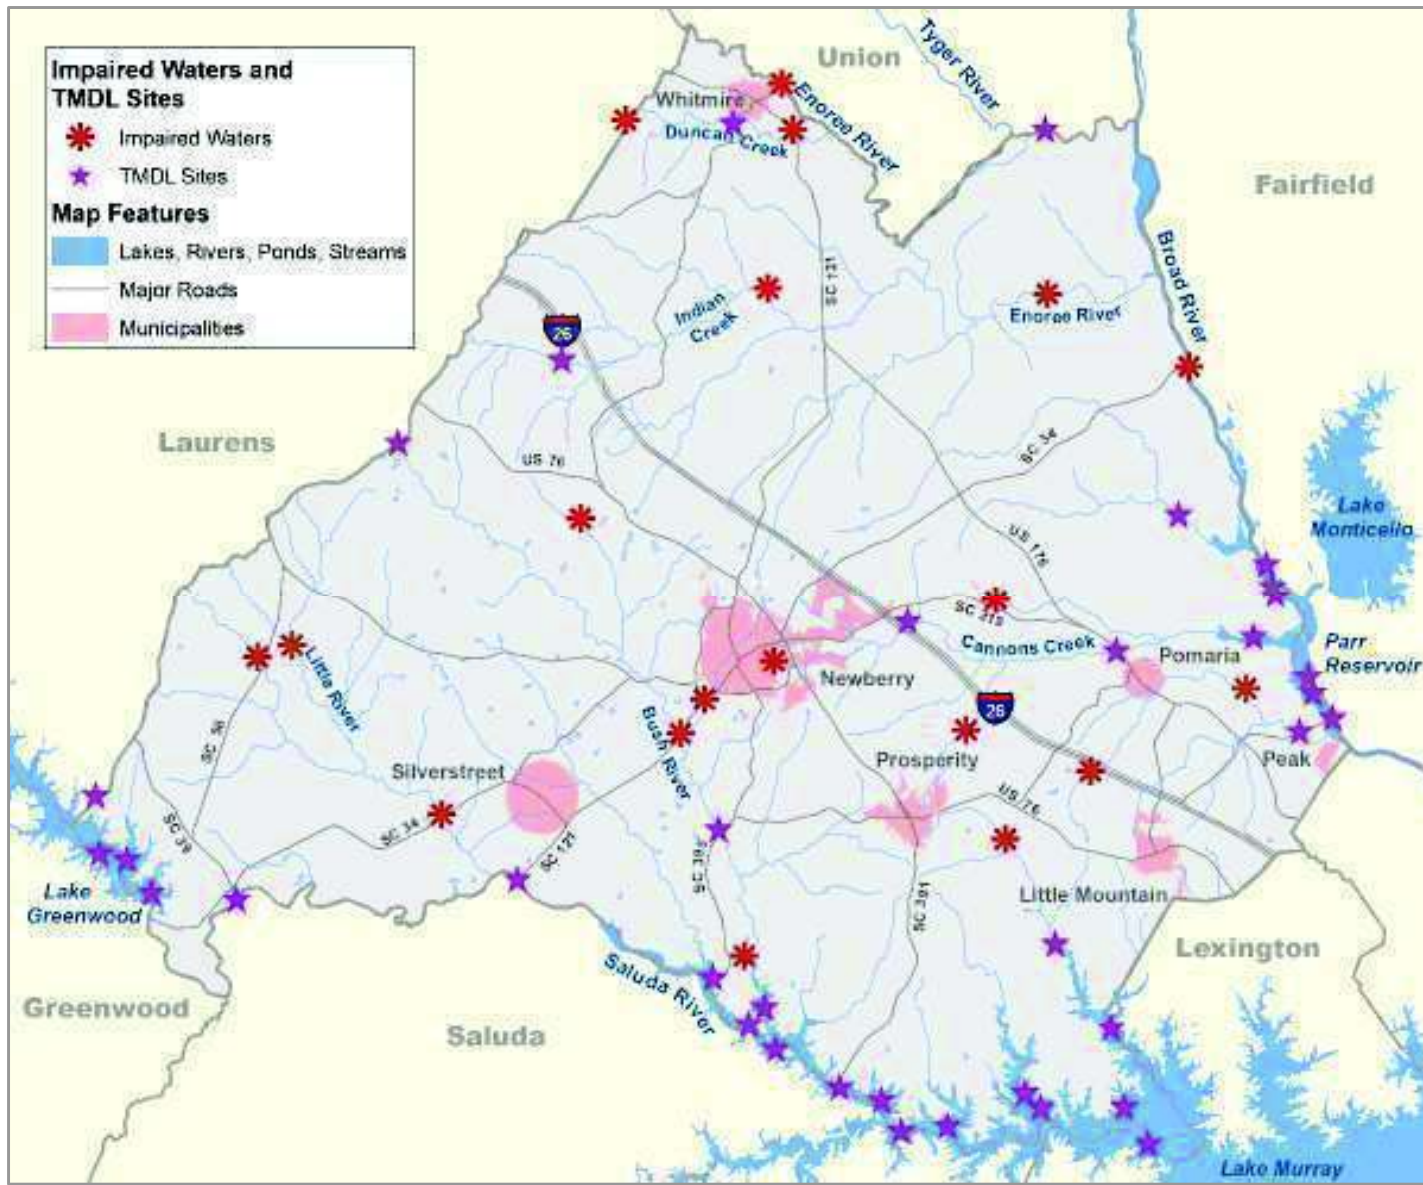 Impaired Waters and
TMDL Sites
Impaired Waters
TMDL Sites
Map Features
Lakes, Rivers, Ponds, Streams
Major Roads
Municipalities
Union
Tyger River
Whitmire
Enoree River
Duncan Creek
Fairfield
Broad River
SC 121
Indian
Creek
Enoree River
26
Laurens
US 76
SC 34
Lake
Monticello
US 176
SC 219
Cannons Creek
Pomaria
Parr
Reservoir
Little River
Newberry
Bush River
26
SC 56
Silverstreet
Prosperity
Peak
US 76
SC 39
SC 34
SC 121
SC 395
SC 391
Lake
Greenwood
Little Mountain
Lexington
Saluda River
Greenwood
Saluda
Lake Murray